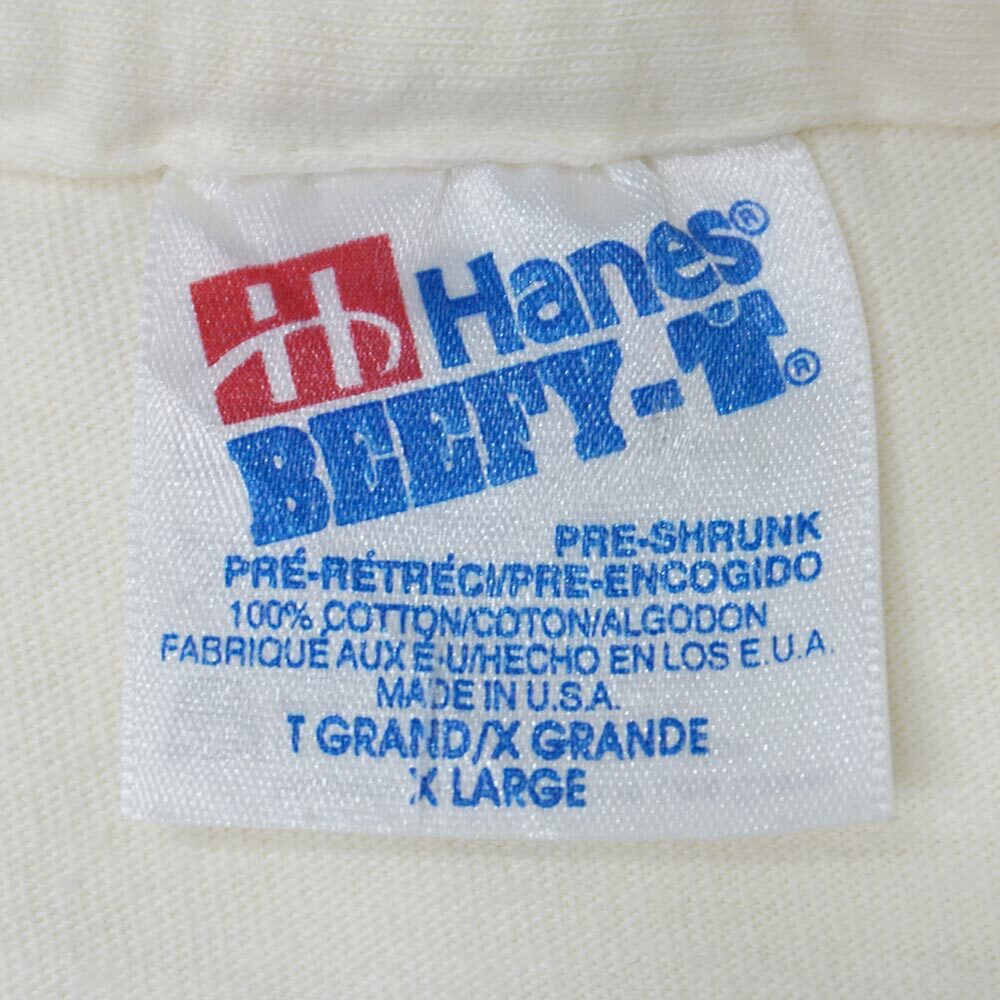 Hanes®
BEEFY-T®
PRE-SHRUNK
PRÉ-RÉTRÉCI/PRE-ENCOGIDO
100% COTTON/COTON/ALGODON
FABRIQUÉ AUX É.-U/HECHO EN LOS E.U.A.
MADE IN U.S.A.
T GRAND/X GRANDE
X LARGE